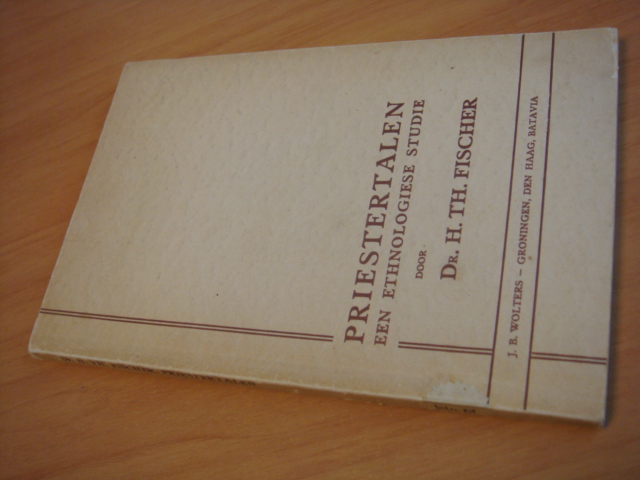 PRIESTERTALEN
EEN ETHNOLOGIESE STUDIE
DOOR
DR. H. TH. FISCHER
J. B. WOLTERS – GRONINGEN, DEN HAAG, BATAVIA